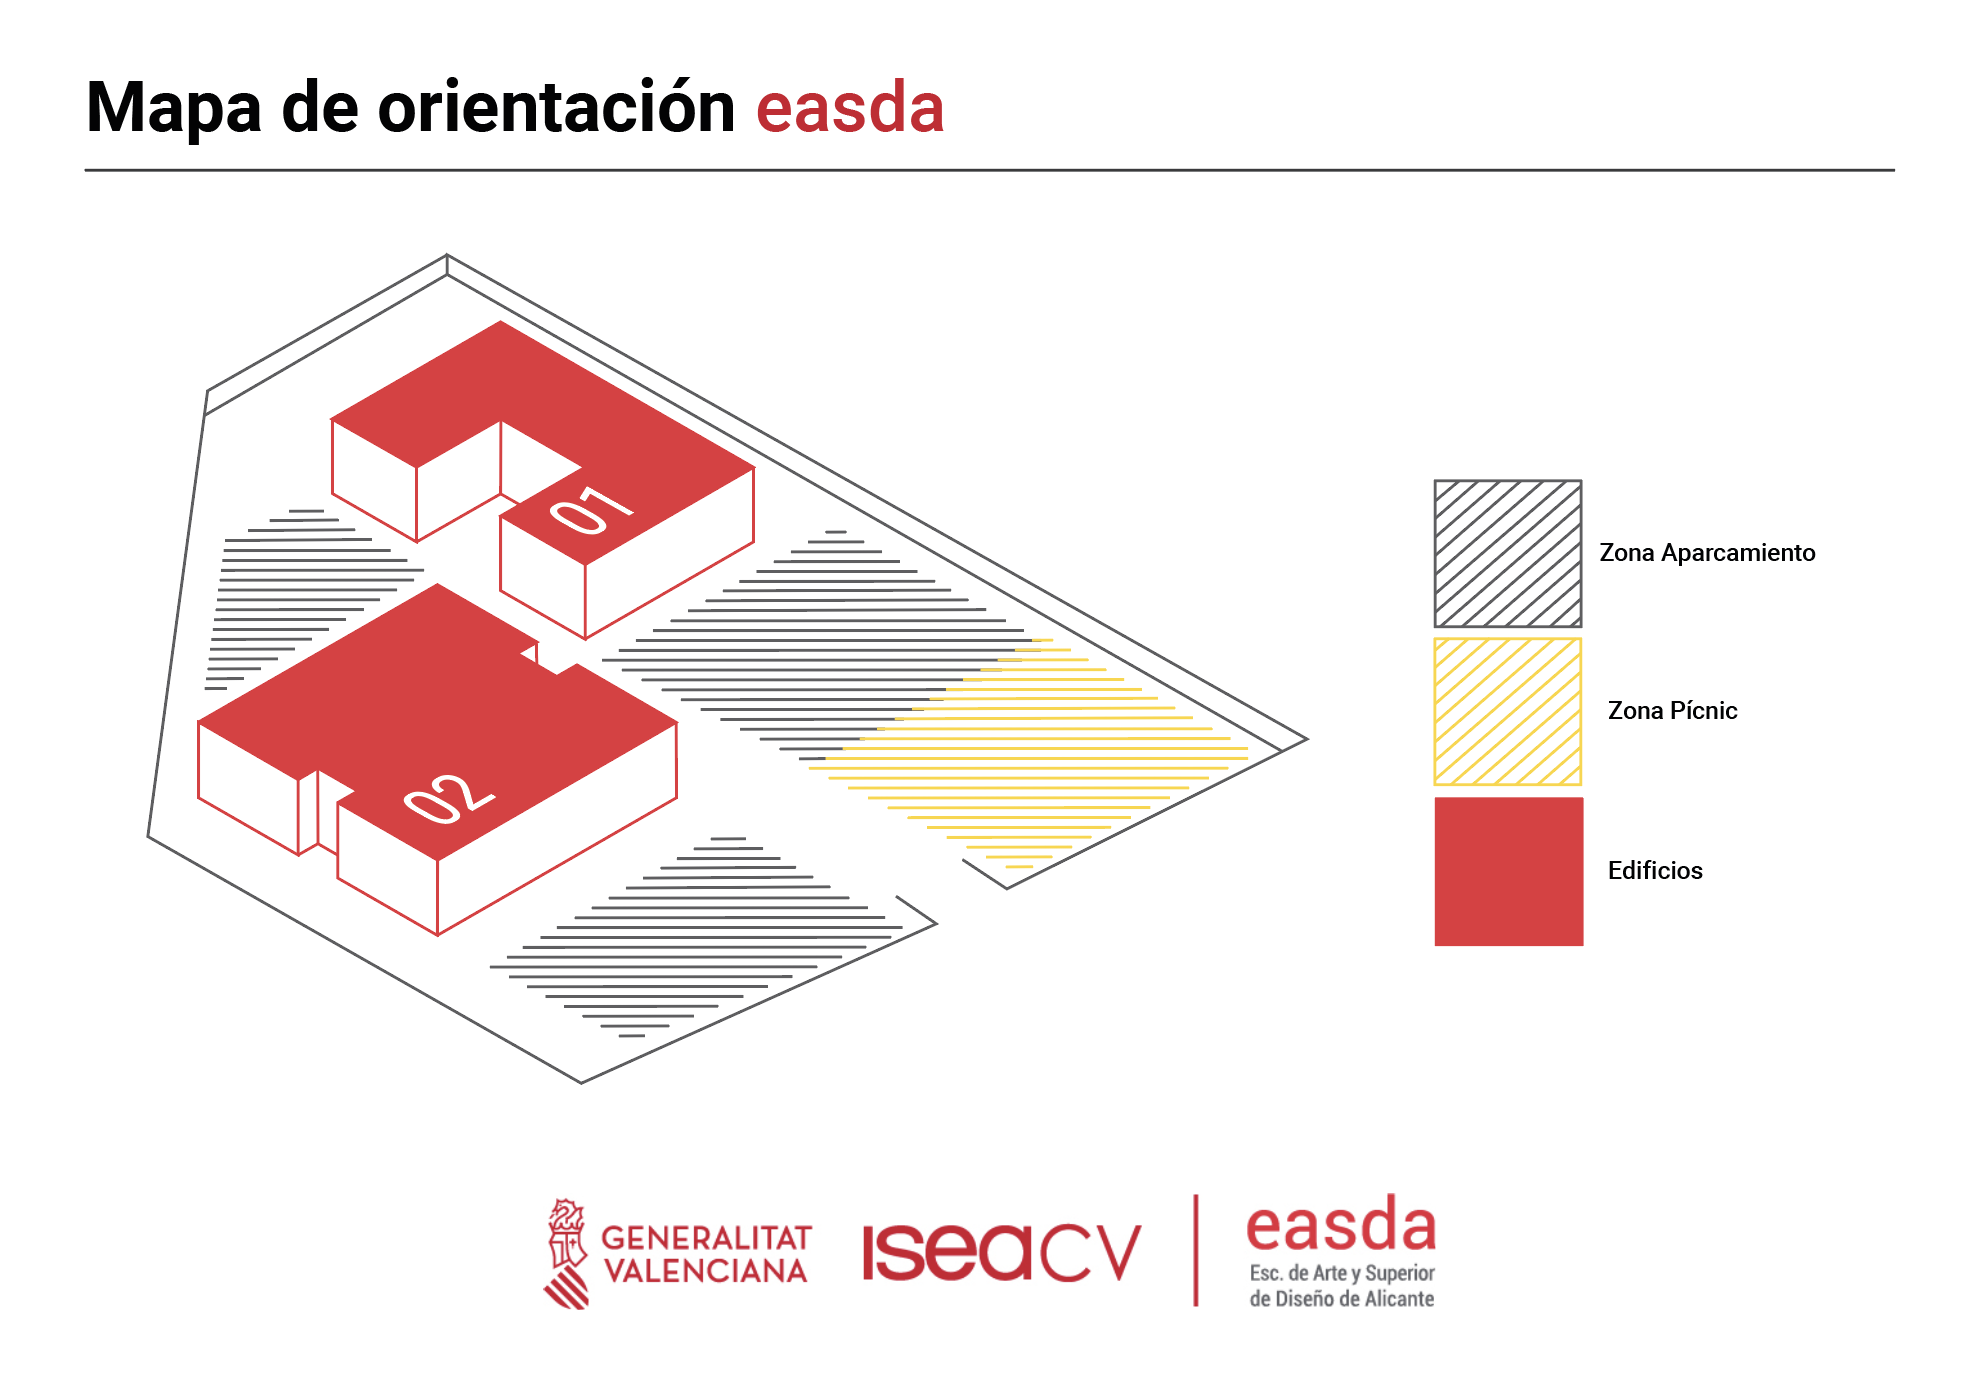 Mapa de orientación easda
01
02
Zona Aparcamiento
Zona Pícnic
Edificios
GENERALITAT
VALENCIANA
ISEACV
easda
Esc. de Arte y Superior
de Diseño de Alicante